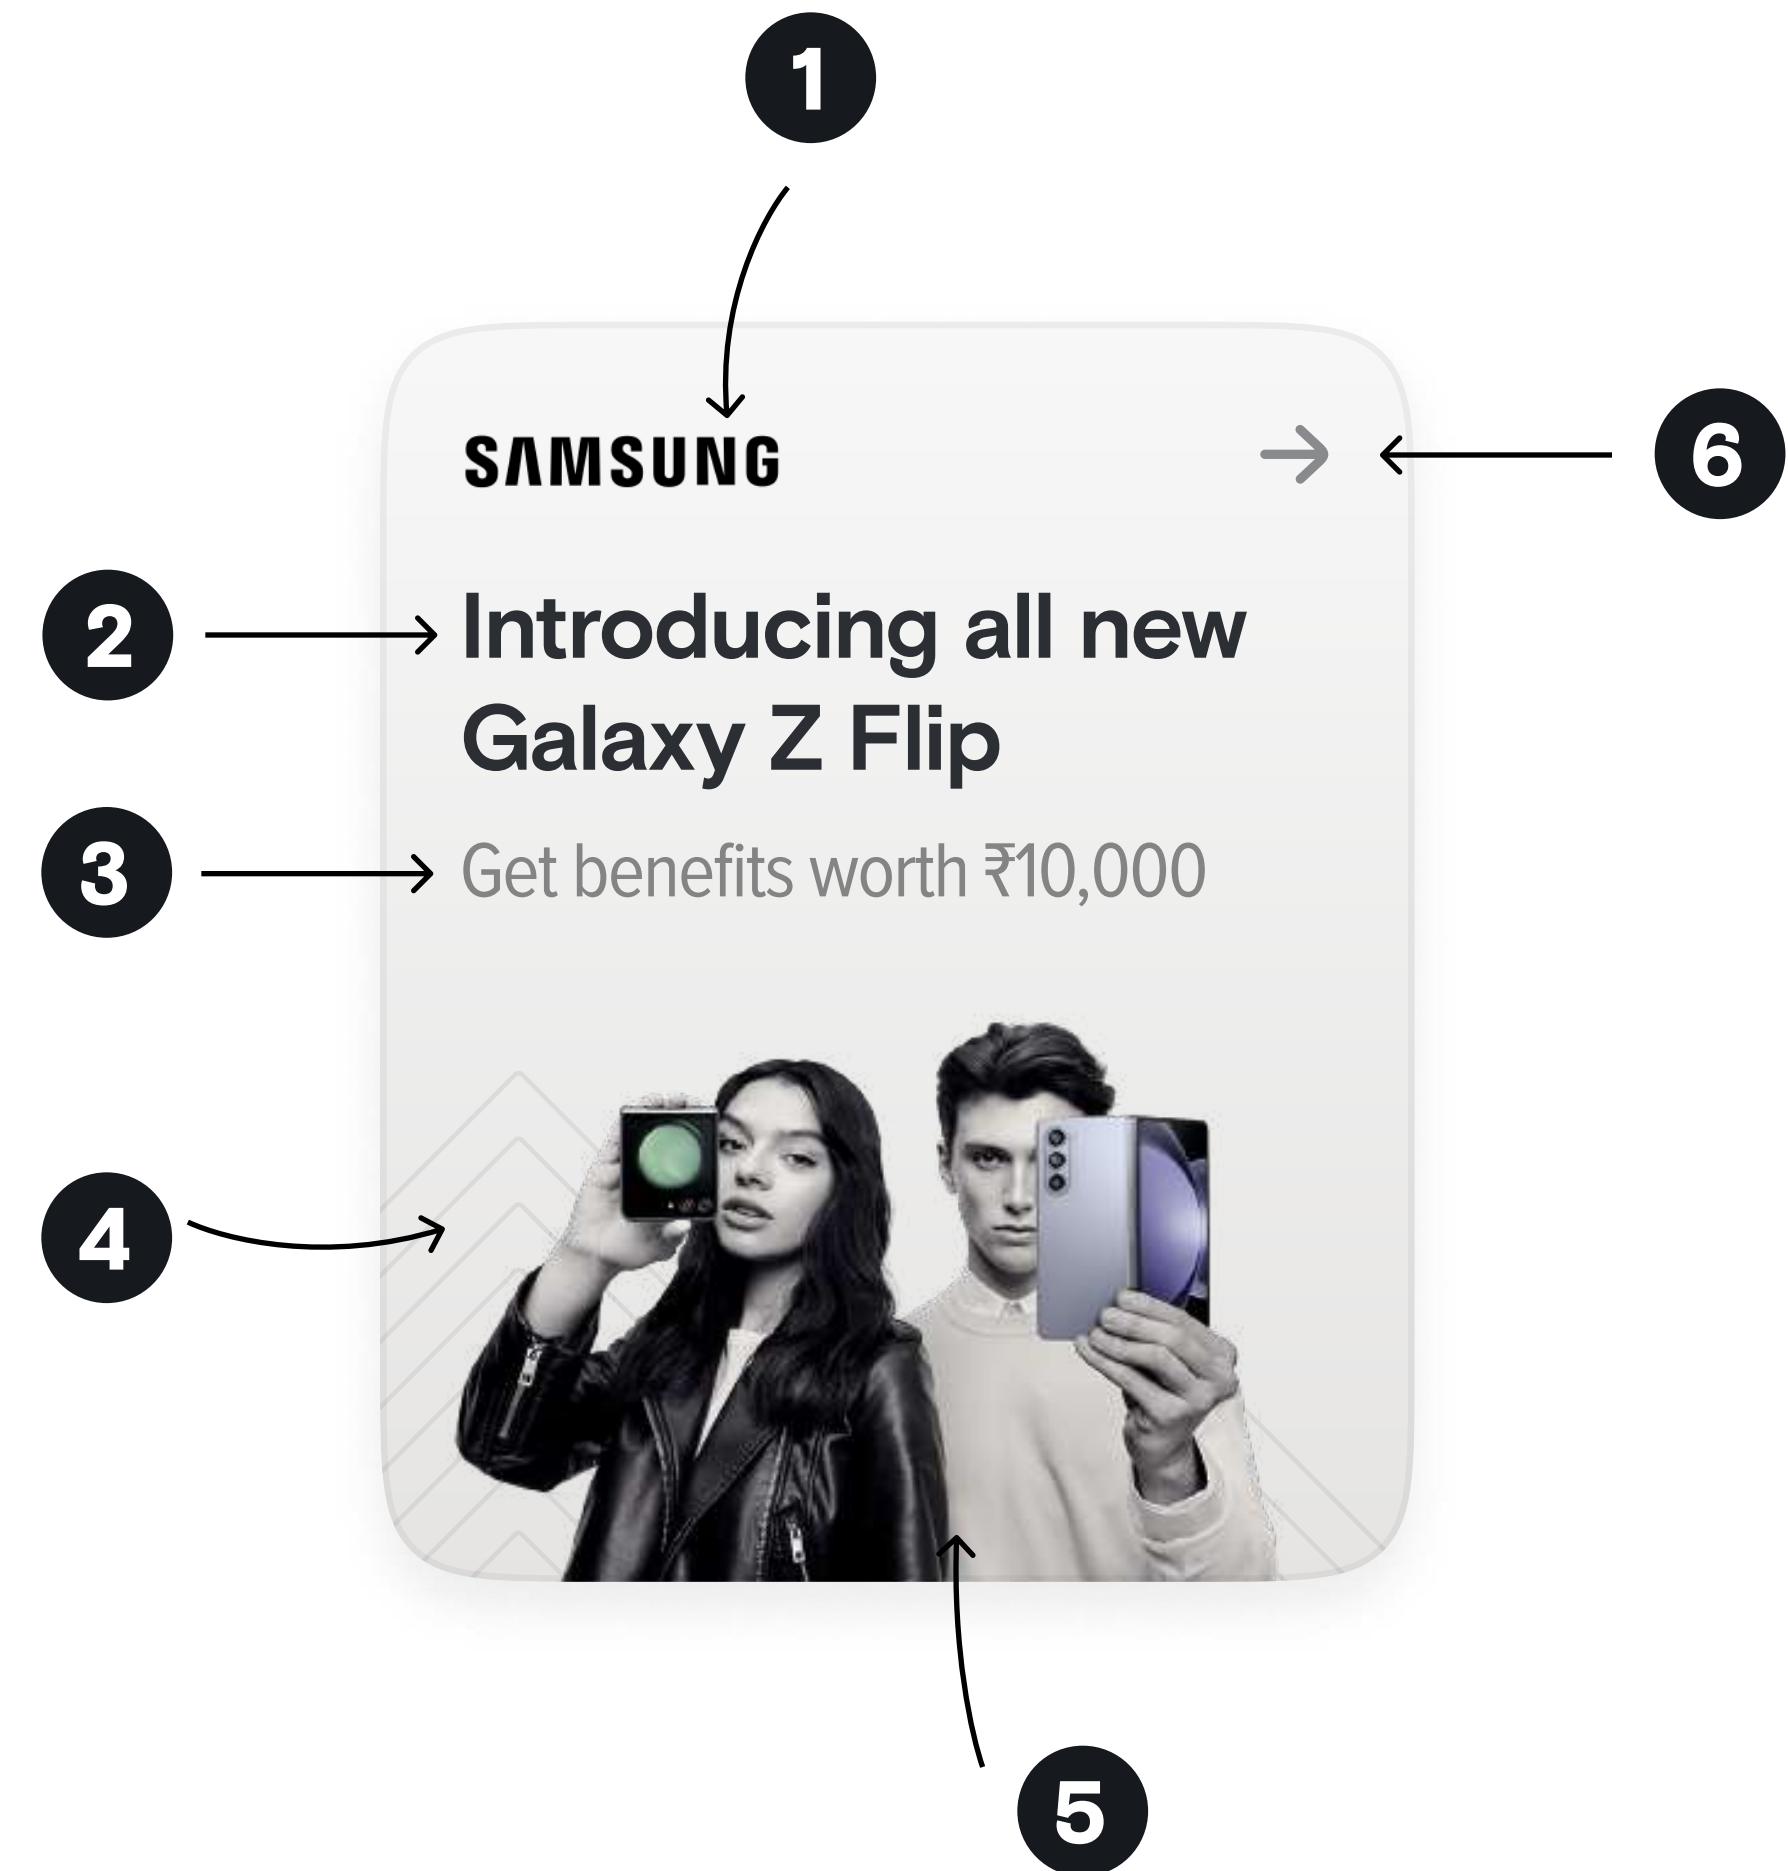 1
SAMSUNG
6
2
Introducing all new
Galaxy Z Flip
3
Get benefits worth ₹10,000
4
5